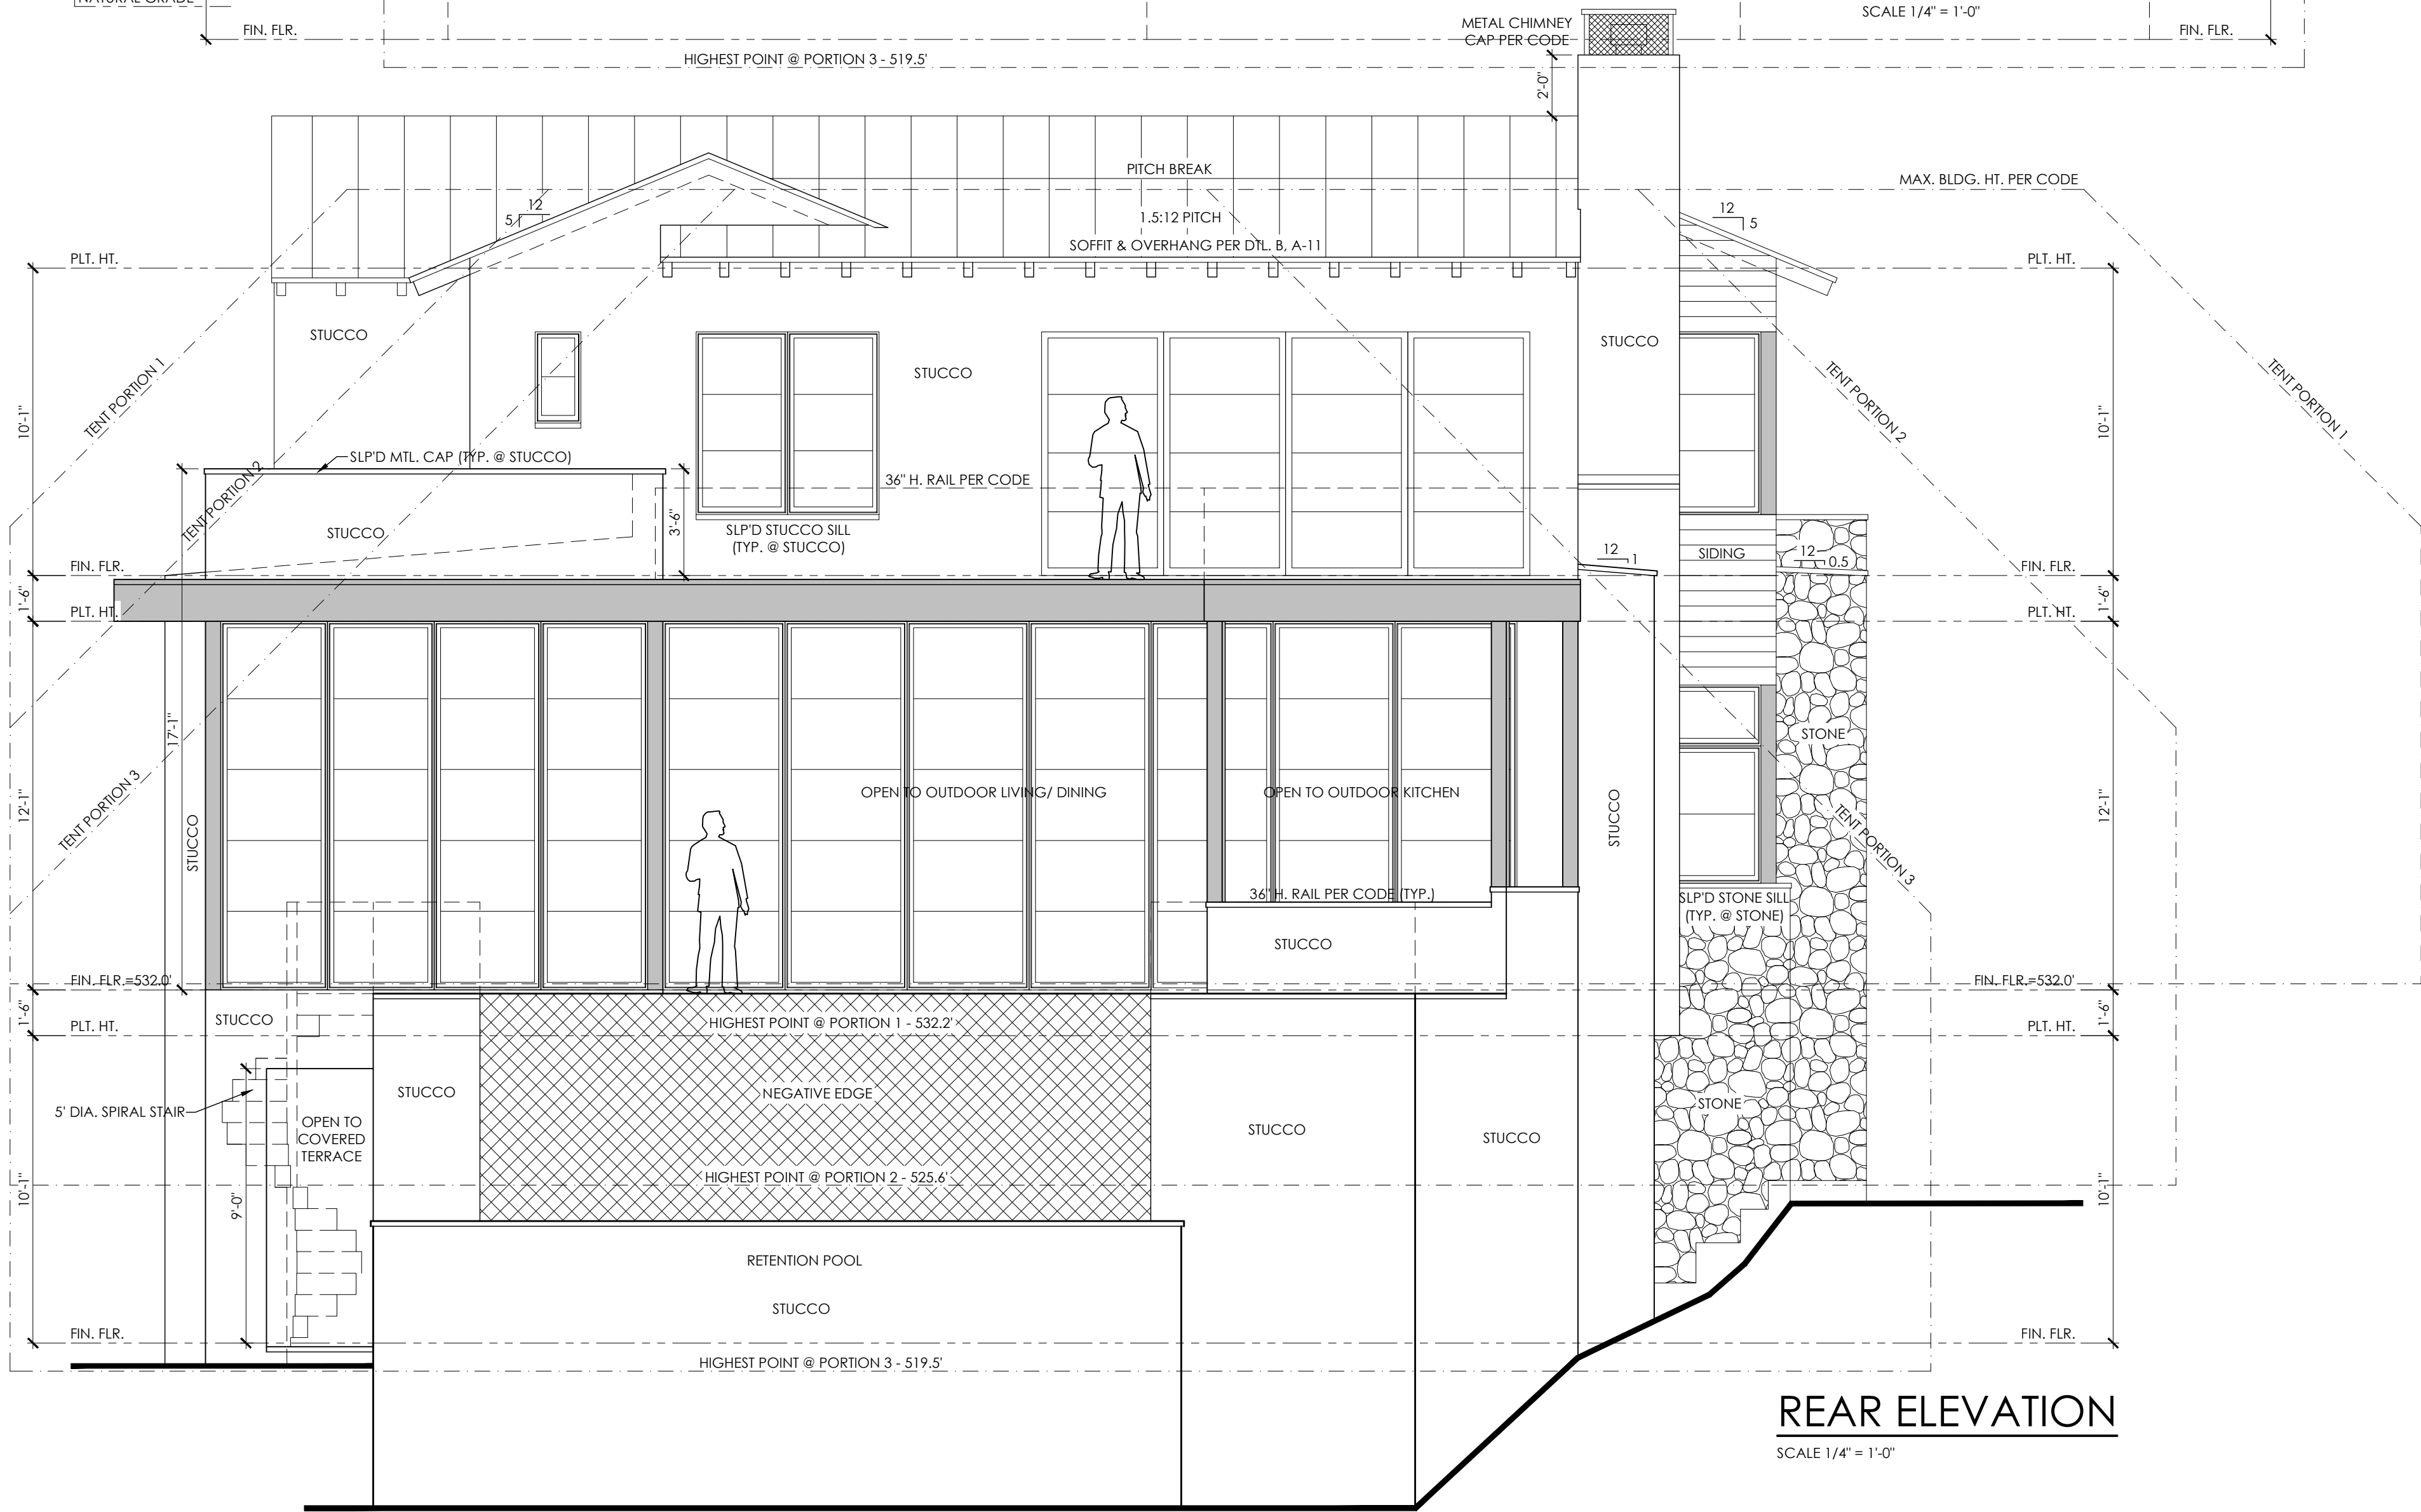 NATURAL GRADE
FIN. FLR.
METAL CHIMNEY
CAP PER CODE
SCALE 1/4" = 1'-0"
FIN. FLR.
HIGHEST POINT @ PORTION 3 - 519.5'
2'-0"
PITCH BREAK
MAX. BLDG. HT. PER CODE
12
5
1.5:12 PITCH
12
5
SOFFIT & OVERHANG PER DTL. B, A-11
PLT. HT.
PLT. HT.
STUCCO
STUCCO
STUCCO
TENT PORTION 1
TENT PORTION 2
TENT PORTION 1
10'-1"
10'-1"
SLP'D MTL. CAP (TYP. @ STUCCO)
TENT PORTION 2
36" H. RAIL PER CODE
STUCCO
3'-6"
SLP'D STUCCO SILL
(TYP. @ STUCCO)
12
1
SIDING
12
0.5
FIN. FLR.
FIN. FLR.
1'-6"
1'-6"
PLT. HT.
PLT. HT.
17'-1"
STONE
TENT PORTION 3
12'-1"
OPEN TO OUTDOOR LIVING/ DINING
OPEN TO OUTDOOR KITCHEN
12'-1"
STUCCO
STUCCO
TENT PORTION 3
36" H. RAIL PER CODE (TYP.)
SLP'D STONE SILL
(TYP. @ STONE)
STUCCO
FIN. FLR.=532.0'
FIN. FLR.=532.0'
1'-6"
1'-6"
STUCCO
HIGHEST POINT @ PORTION 1 - 532.2'
PLT. HT.
PLT. HT.
STUCCO
NEGATIVE EDGE
STONE
5' DIA. SPIRAL STAIR
OPEN TO
COVERED
TERRACE
STUCCO
STUCCO
HIGHEST POINT @ PORTION 2 - 525.6'
10'-1"
9'-0"
10'-1"
RETENTION POOL
STUCCO
FIN. FLR.
FIN. FLR.
HIGHEST POINT @ PORTION 3 - 519.5'
REAR ELEVATION
SCALE 1/4" = 1'-0"